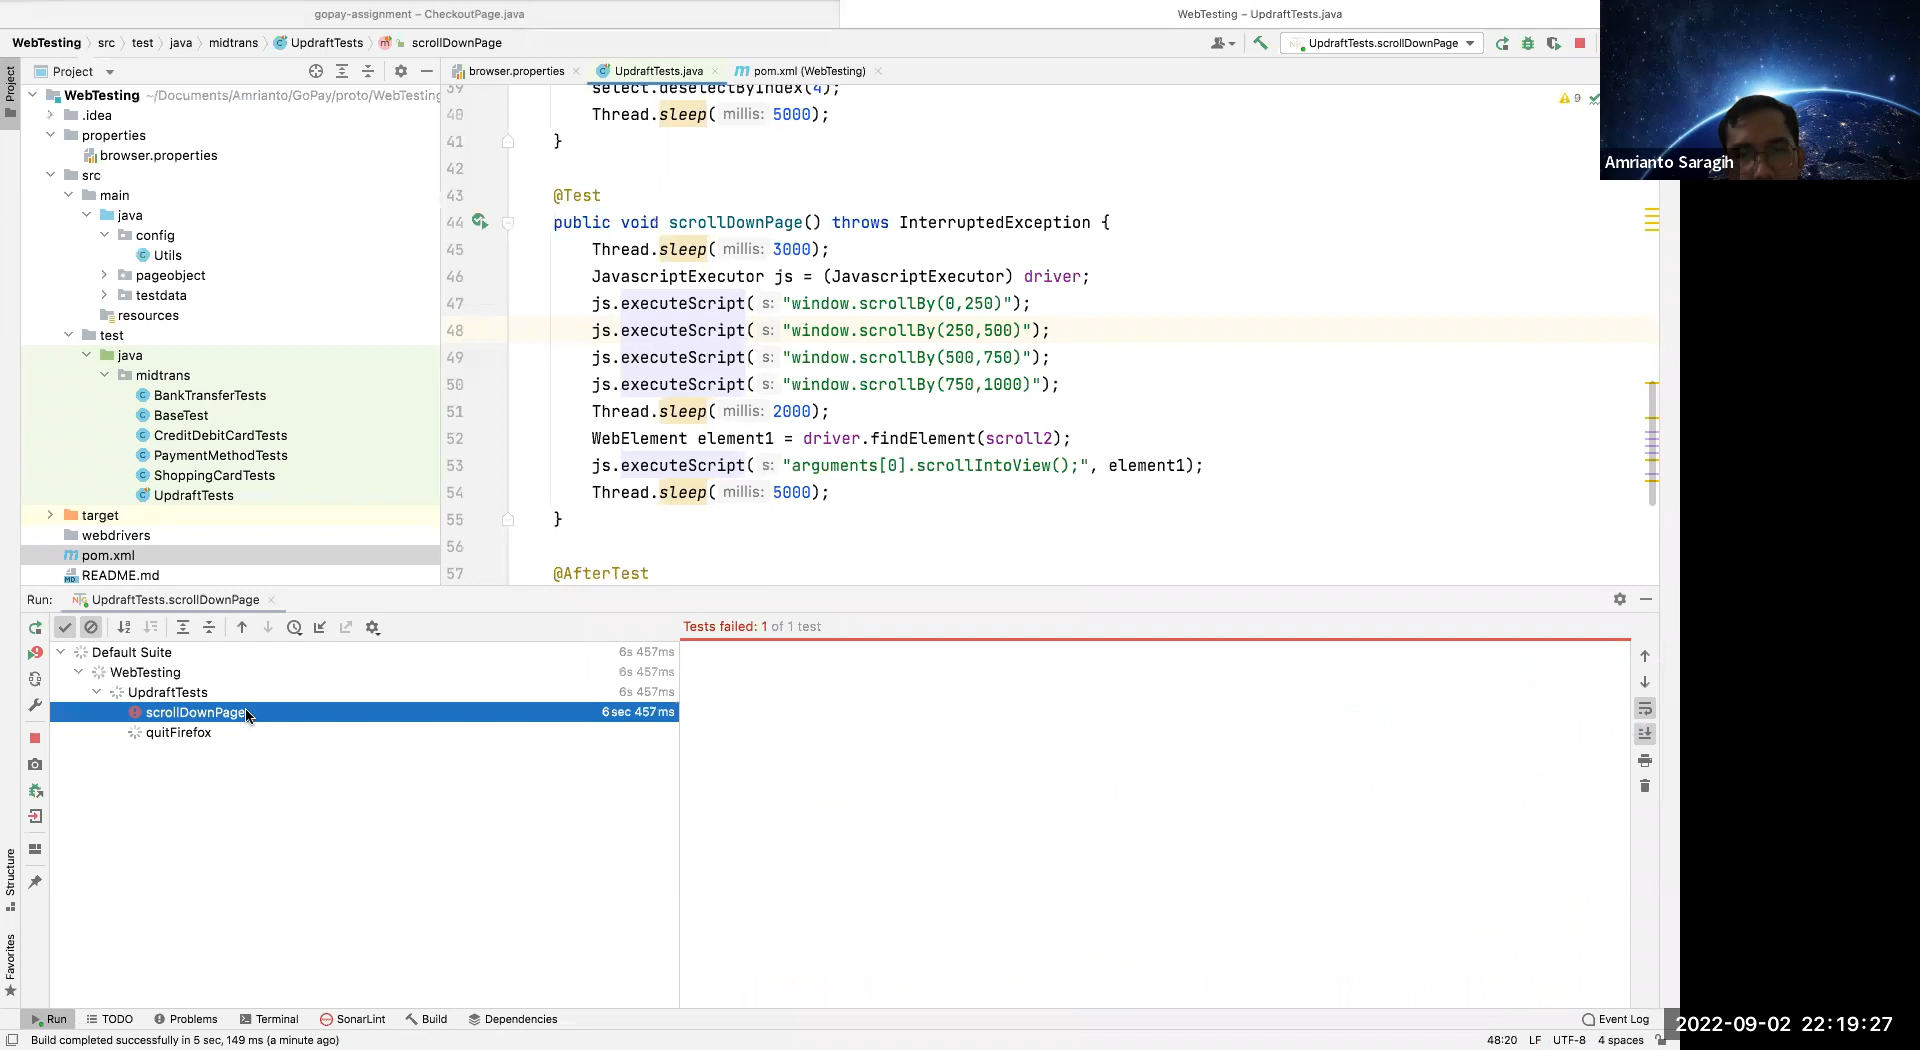 gopay-assignment – CheckoutPage.java
WebTesting – UpdraftTests.java
WebTesting src test java midtrans UpdraftTests scrollDownPage
UpdraftTests.scrollDownPage
Project
Project
browser.properties
UpdraftTests.java
pom.xml (WebTesting)
WebTesting ~/Documents/Amrianto/GoPay/proto/WebTesting
.idea
properties
browser.properties
src
main
java
config
Utils
pageobject
testdata
resources
test
java
midtrans
BankTransferTests
BaseTest
CreditDebitCardTests
PaymentMethodTests
ShoppingCardTests
UpdraftTests
target
webdrivers
pom.xml
README.md
39 select.deselectByIndex(4);
40 Thread.sleep( millis: 5000);
41 }
42
43 @Test
44 public void scrollDownPage() throws InterruptedException {
45 Thread.sleep( millis: 3000);
46 JavascriptExecutor js = (JavascriptExecutor) driver;
47 js.executeScript( s: "window.scrollBy(0,250)");
48 js.executeScript( s: "window.scrollBy(250,500)");
49 js.executeScript( s: "window.scrollBy(500,750)");
50 js.executeScript( s: "window.scrollBy(750,1000)");
51 Thread.sleep( millis: 2000);
52 WebElement element1 = driver.findElement(scroll2);
53 js.executeScript( s: "arguments[0].scrollIntoView();", element1);
54 Thread.sleep( millis: 5000);
55 }
56
57 @AfterTest
9
Amrianto Saragih
Run: UpdraftTests.scrollDownPage
Tests failed: 1 of 1 test
Default Suite 6s 457ms
WebTesting 6s 457ms
UpdraftTests 6s 457ms
scrollDownPage 6 sec 457 ms
quitFirefox
Structure
Favorites
Run TODO Problems Terminal SonarLint Build Dependencies
Event Log
Build completed successfully in 5 sec, 149 ms (a minute ago)
48:20 LF UTF-8 4 spaces
2022-09-02 22:19:27